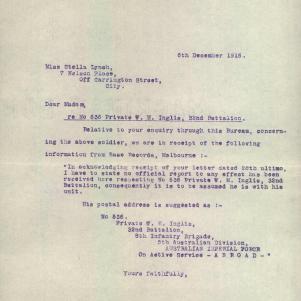 6th December 1918.
Miss Stella Lynch,
7 Nelson Place,
Off Carrington Street,
City.
Dear Madam,
re No 536 Private W. H. Inglis, 32nd Battalion.
Relative to your enquiry through this Bureau, concern-
ing the above soldier, we are in receipt of the following
information from Base Records, Melbourne :-
"In acknowledging receipt of your letter dated 20th ultimo,
I have to state no official report to any effect has been
received here respecting No 536 Private W. H. Inglis, 32nd
Battalion, consequently it is to be assumed he is with his
unit.
His postal address is suggested as :-
No 536.
Private W. H. Inglis,
32nd Battalion,
8th Infantry Brigade,
5th Australian Division,
AUSTRALIAN IMPERIAL FORCE
On Active Service - A B R O A D - "
Yours faithfully,